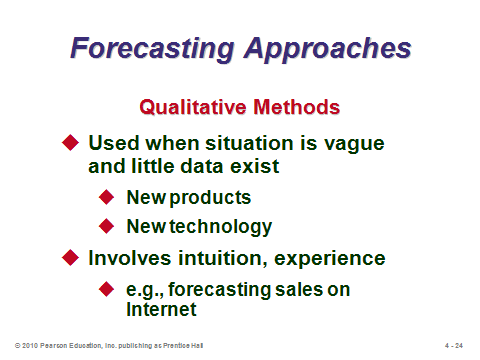 Forecasting Approaches
Qualitative Methods
Used when situation is vague
and little data exist
New products
New technology
Involves intuition, experience
e.g., forecasting sales on
Internet
© 2010 Pearson Education, Inc. publishing as Prentice Hall
4 - 24